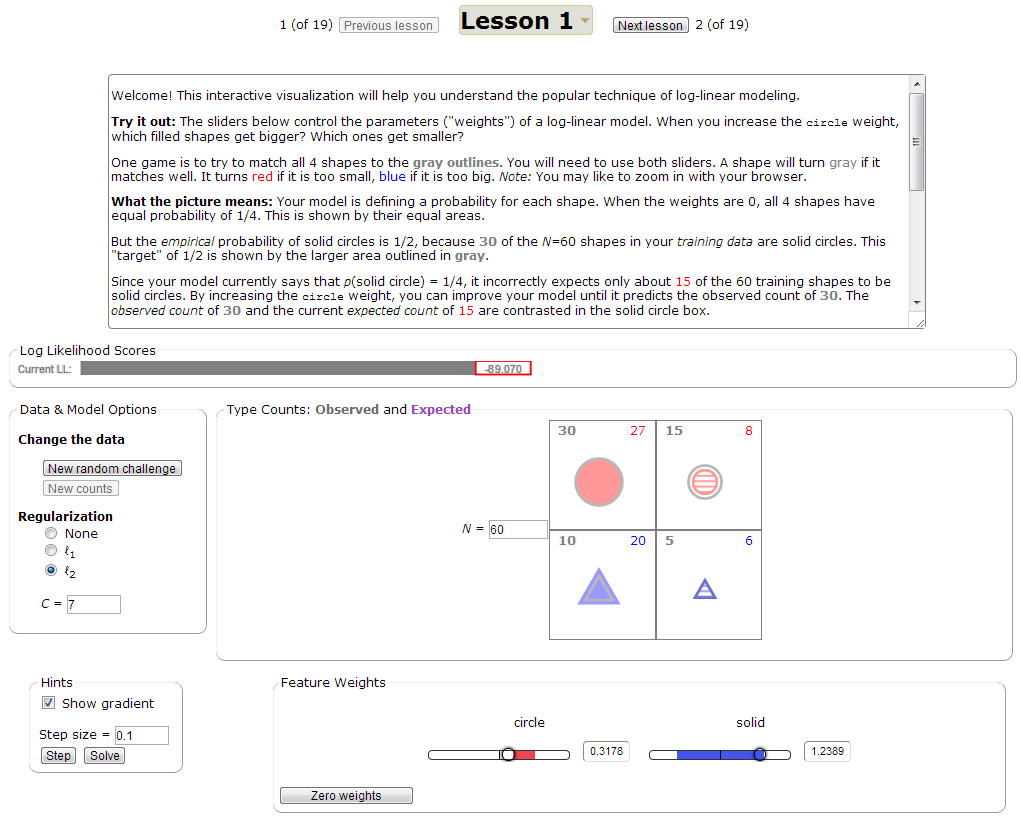 1 (of 19) Previous lesson Lesson 1 Next lesson 2 (of 19)
Welcome! This interactive visualization will help you understand the popular technique of log-linear modeling.
Try it out: The sliders below control the parameters ("weights") of a log-linear model. When you increase the circle weight,
which filled shapes get bigger? Which ones get smaller?
One game is to try to match all 4 shapes to the gray outlines. You will need to use both sliders. A shape will turn gray if it
matches well. It turns red if it is too small, blue if it is too big. Note: You may like to zoom in with your browser.
What the picture means: Your model is defining a probability for each shape. When the weights are 0, all 4 shapes have
equal probability of 1/4. This is shown by their equal areas.
But the empirical probability of solid circles is 1/2, because 30 of the N=60 shapes in your training data are solid circles. This
"target" of 1/2 is shown by the larger area outlined in gray.
Since your model currently says that p(solid circle) = 1/4, it incorrectly expects only about 15 of the 60 training shapes to be
solid circles. By increasing the circle weight, you can improve your model until it predicts the observed count of 30. The
observed count of 30 and the current expected count of 15 are contrasted in the solid circle box.
Log Likelihood Scores
Current LL: -89.070
Data & Model Options
Change the data
New random challenge
New counts
Regularization
None
ℓ1
ℓ2
C = 7
Type Counts: Observed and Expected
30 27 15 8
N = 60
10 20 5 6
Hints
Show gradient
Step size = 0.1
Step Solve
Feature Weights
circle solid
0.3178 1.2389
Zero weights